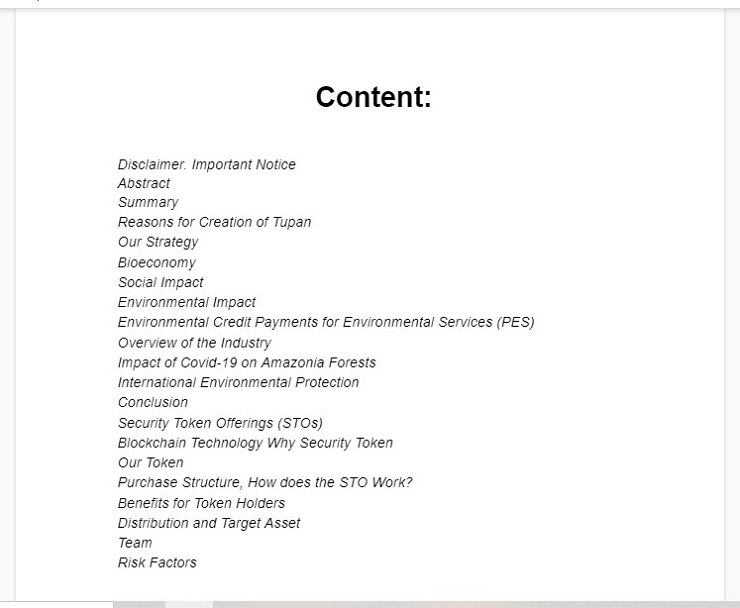 Content:
Disclaimer. Important Notice
Abstract
Summary
Reasons for Creation of Tupan
Our Strategy
Bioeconomy
Social Impact
Environmental Impact
Environmental Credit Payments for Environmental Services (PES)
Overview of the Industry
Impact of Covid-19 on Amazonia Forests
International Environmental Protection
Conclusion
Security Token Offerings (STOs)
Blockchain Technology Why Security Token
Our Token
Purchase Structure, How does the STO Work?
Benefits for Token Holders
Distribution and Target Asset
Team
Risk Factors